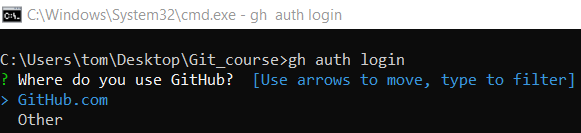 C:\Windows\System32\cmd.exe - gh  auth login
C:\Users\tom\Desktop\Git_course>gh auth login
? Where do you use GitHub?  [Use arrows to move, type to filter]
> GitHub.com
  Other